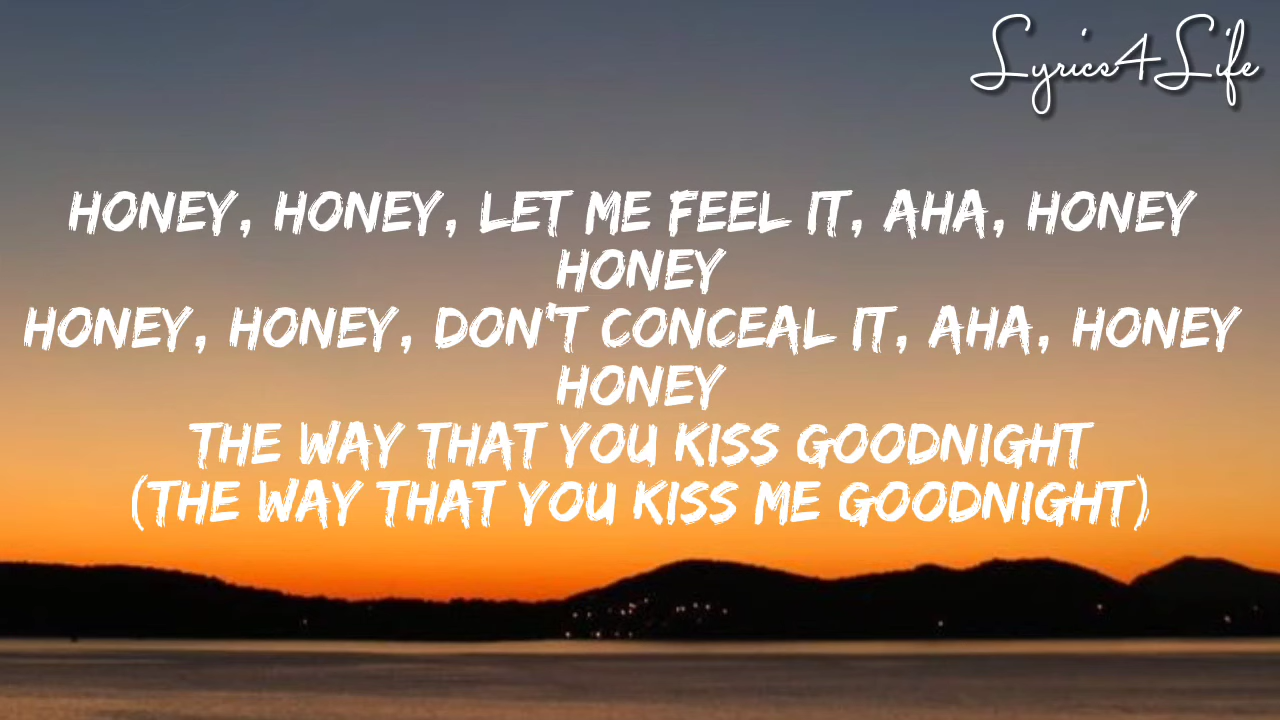 Lyrics4Life
HONEY, HONEY, LET ME FEEL IT, AHA, HONEY
HONEY
HONEY, HONEY, DON'T CONCEAL IT, AHA, HONEY
HONEY
THE WAY THAT YOU KISS GOODNIGHT
(THE WAY THAT YOU KISS ME GOODNIGHT)